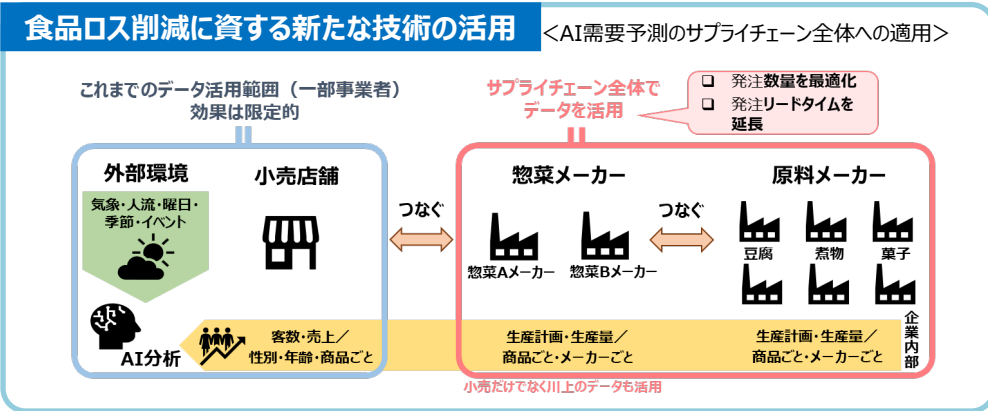 食品ロス削減に資する新たな技術の活用
＜AI需要予測のサプライチェーン全体への適用＞
これまでのデータ活用範囲（一部事業者）
効果は限定的
サプライチェーン全体で
データを活用
❑ 発注数量を最適化
❑ 発注リードタイムを
延長
外部環境
小売店舗
惣菜メーカー
原料メーカー
気象・人流・曜日・
季節・イベント
つなぐ
つなぐ
惣菜Aメーカー
惣菜Bメーカー
豆腐
煮物
菓子
AI分析
客数・売上／
性別・年齢・商品ごと
生産計画・生産量／
商品ごと・メーカーごと
生産計画・生産量／
商品ごと・メーカーごと
企業内部
小売だけでなく川上のデータも活用